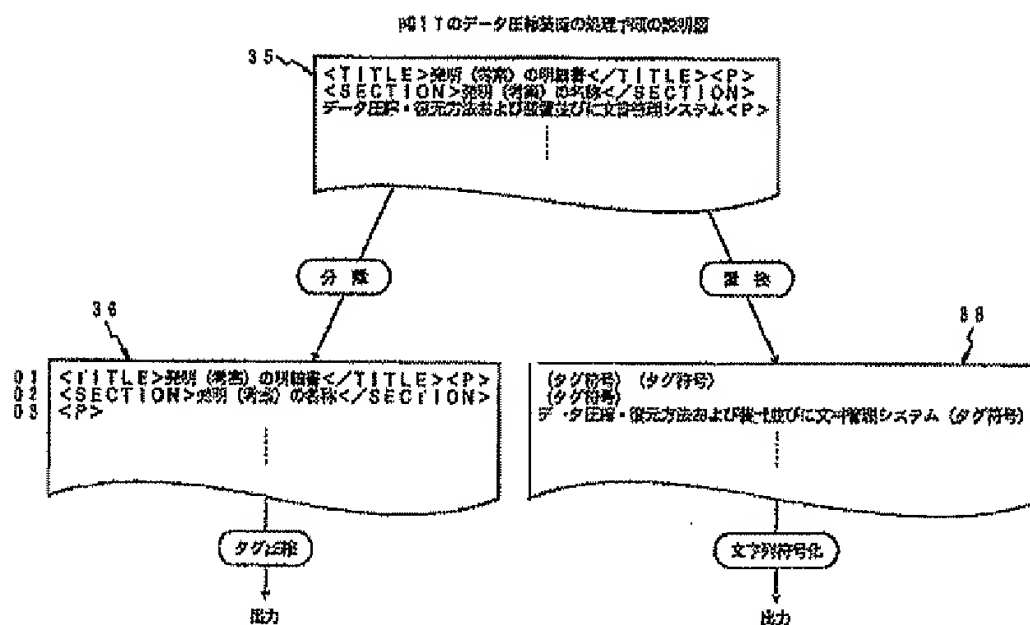 図11のデータ圧縮装置の処理手順の説明図
35
<TITLE>発明(考案)の明細書</TITLE><P>
<SECTION>発明(考案)の名称</SECTION>
データ圧縮・復元方法および装置並びに文書管理システム<P>
分離
置換
36
38
01 <TITLE>発明(考案)の明細書</TITLE><P>
02 <SECTION>発明(考案)の名称</SECTION>
03 <P>
(タグ符号) (タグ符号)
(タグ符号)
データ圧縮・復元方法および装置並びに文書管理システム(タグ符号)
タグ圧縮
文字列符号化
出力
出力